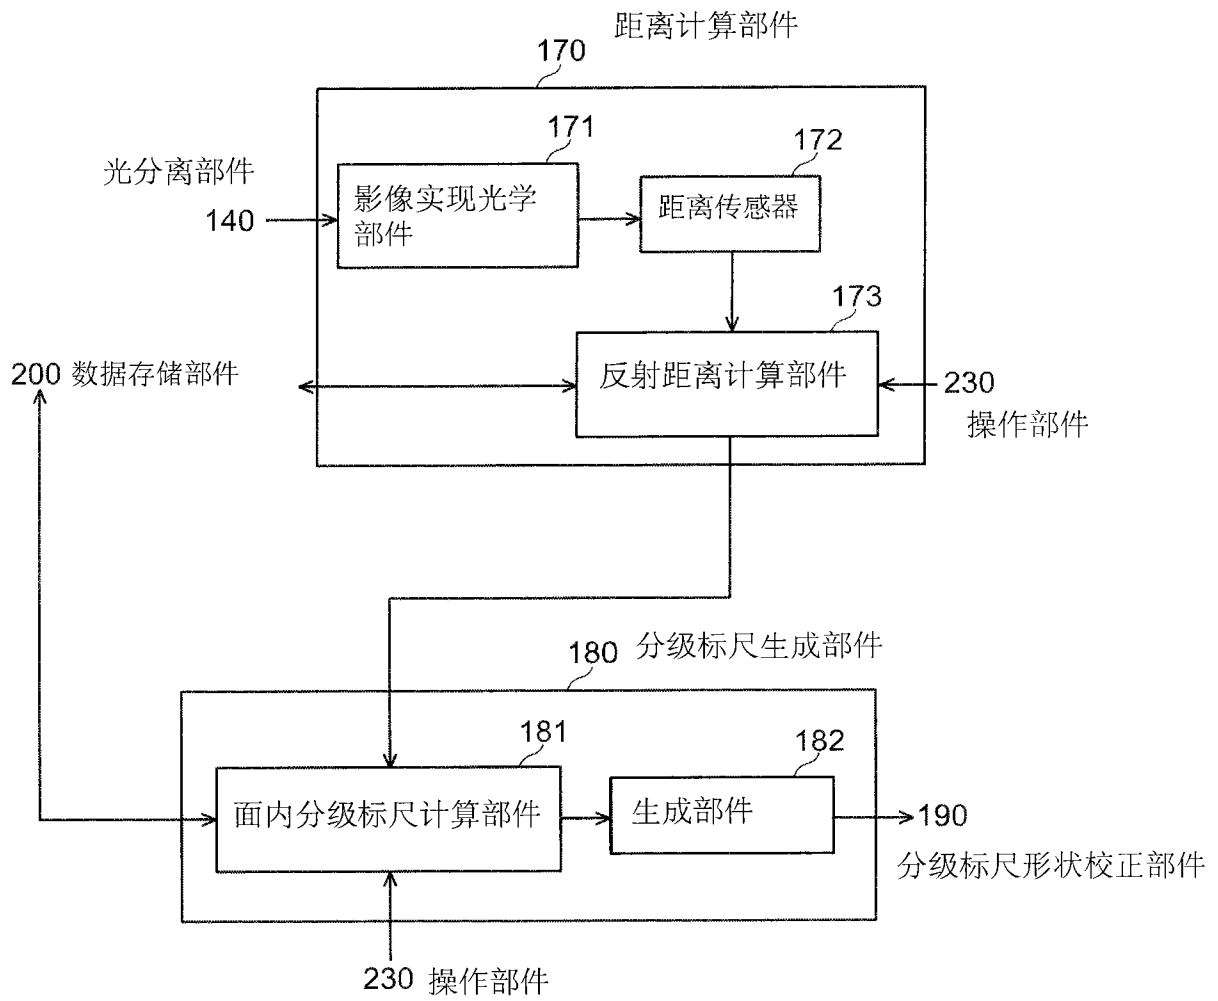 距离计算部件
170
171
172
光分离部件
140
影像实现光学
部件
距离传感器
173
200 数据存储部件
反射距离计算部件
230
操作部件
分级标尺生成部件
180
181
182
面内分级标尺计算部件
生成部件
190
分级标尺形状校正部件
230 操作部件